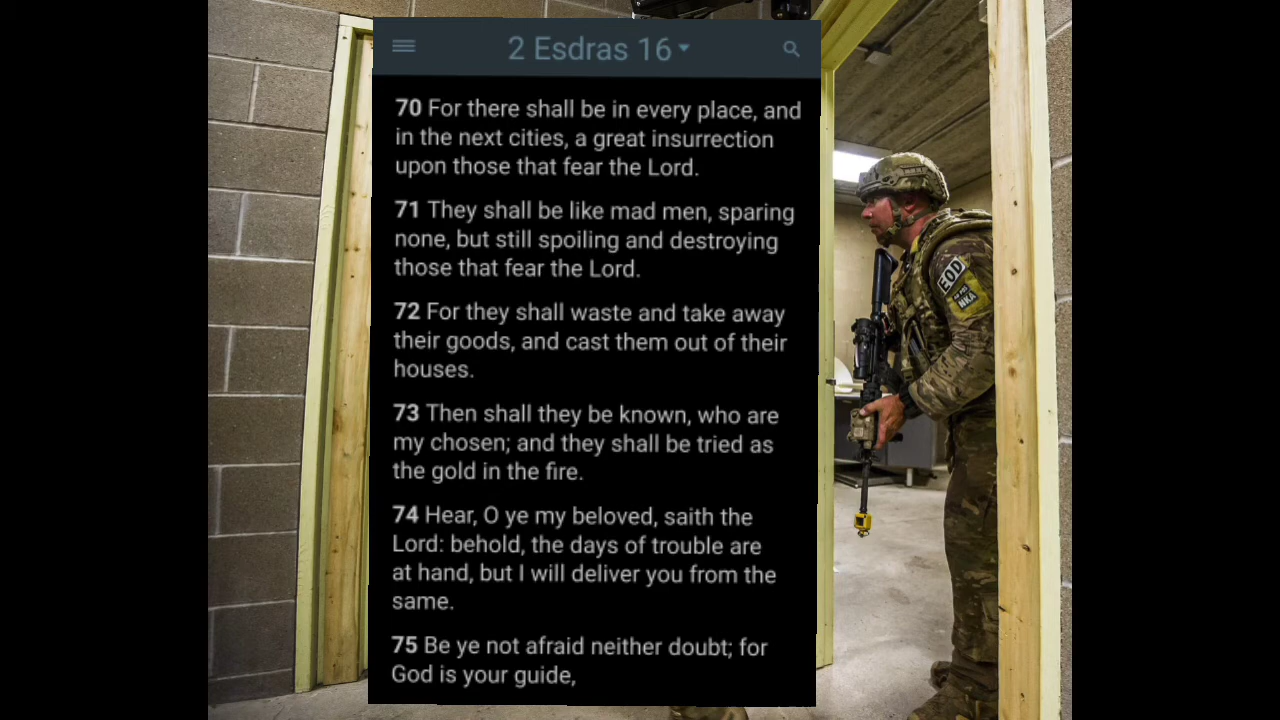 2 Esdras 16
70 For there shall be in every place, and
in the next cities, a great insurrection
upon those that fear the Lord.
71 They shall be like mad men, sparing
none, but still spoiling and destroying
those that fear the Lord.
72 For they shall waste and take away
their goods, and cast them out of their
houses.
73 Then shall they be known, who are
my chosen; and they shall be tried as
the gold in the fire.
74 Hear, O ye my beloved, saith the
Lord: behold, the days of trouble are
at hand, but I will deliver you from the
same.
75 Be ye not afraid neither doubt; for
God is your guide,
EOD
NKA